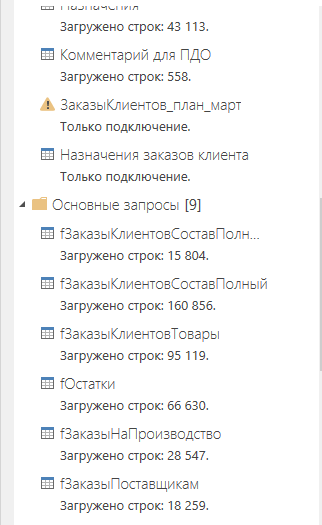 Назначения
Загружено строк: 43 113.
Комментарий для ПДО
Загружено строк: 558.
ЗаказыКлиентов_план_март
Только подключение.
Назначения заказов клиента
Только подключение.
Основные запросы [9]
fЗаказыКлиентовСоставПолн...
Загружено строк: 15 804.
fЗаказыКлиентовСоставПолный
Загружено строк: 160 856.
fЗаказыКлиентовТовары
Загружено строк: 95 119.
fОстатки
Загружено строк: 66 630.
fЗаказыНаПроизводство
Загружено строк: 28 547.
fЗаказыПоставщикам
Загружено строк: 18 259.